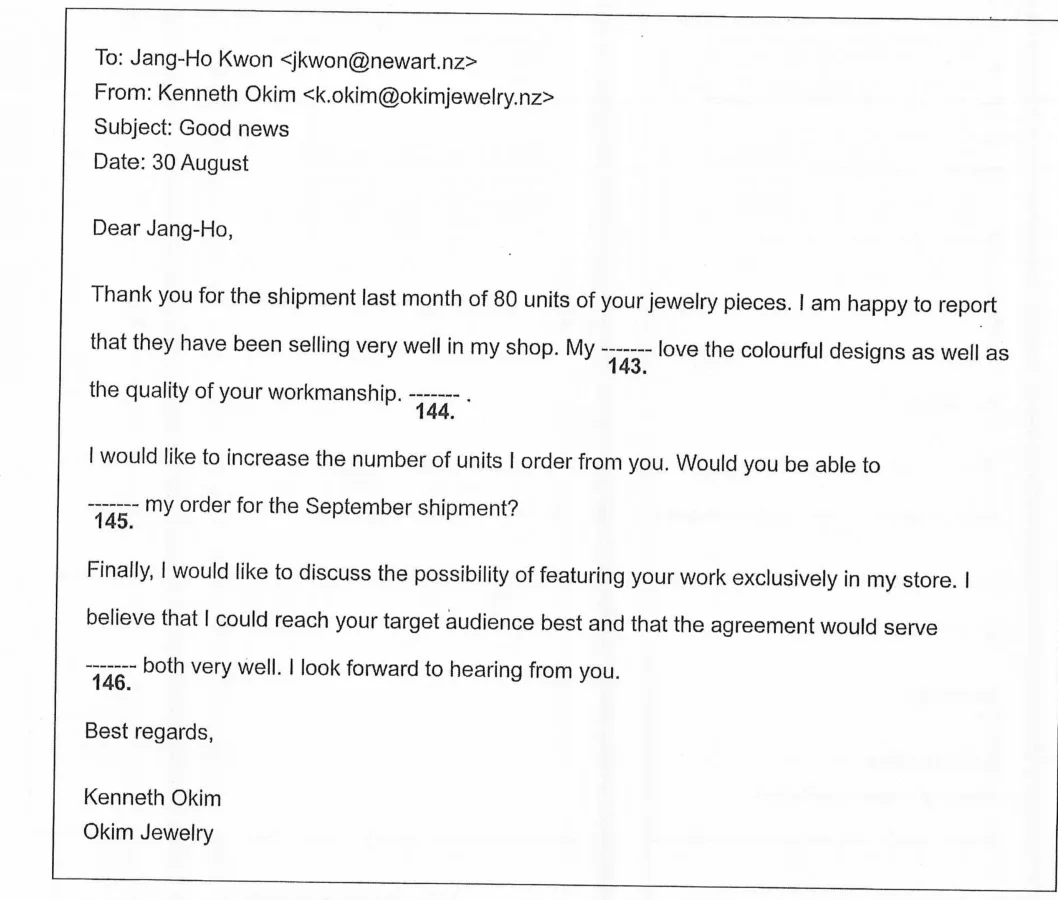 To: Jang-Ho Kwon <jkwon@newart.nz>
From: Kenneth Okim <k.okim@okimjewelry.nz>
Subject: Good news
Date: 30 August
Dear Jang-Ho,
Thank you for the shipment last month of 80 units of your jewelry pieces. I am happy to report
that they have been selling very well in my shop. My ------- love the colourful designs as well as
143.
the quality of your workmanship. ------- .
144.
I would like to increase the number of units I order from you. Would you be able to
------- my order for the September shipment?
145.
Finally, I would like to discuss the possibility of featuring your work exclusively in my store. I
believe that I could reach your target audience best and that the agreement would serve
------- both very well. I look forward to hearing from you.
146.
Best regards,
Kenneth Okim
Okim Jewelry